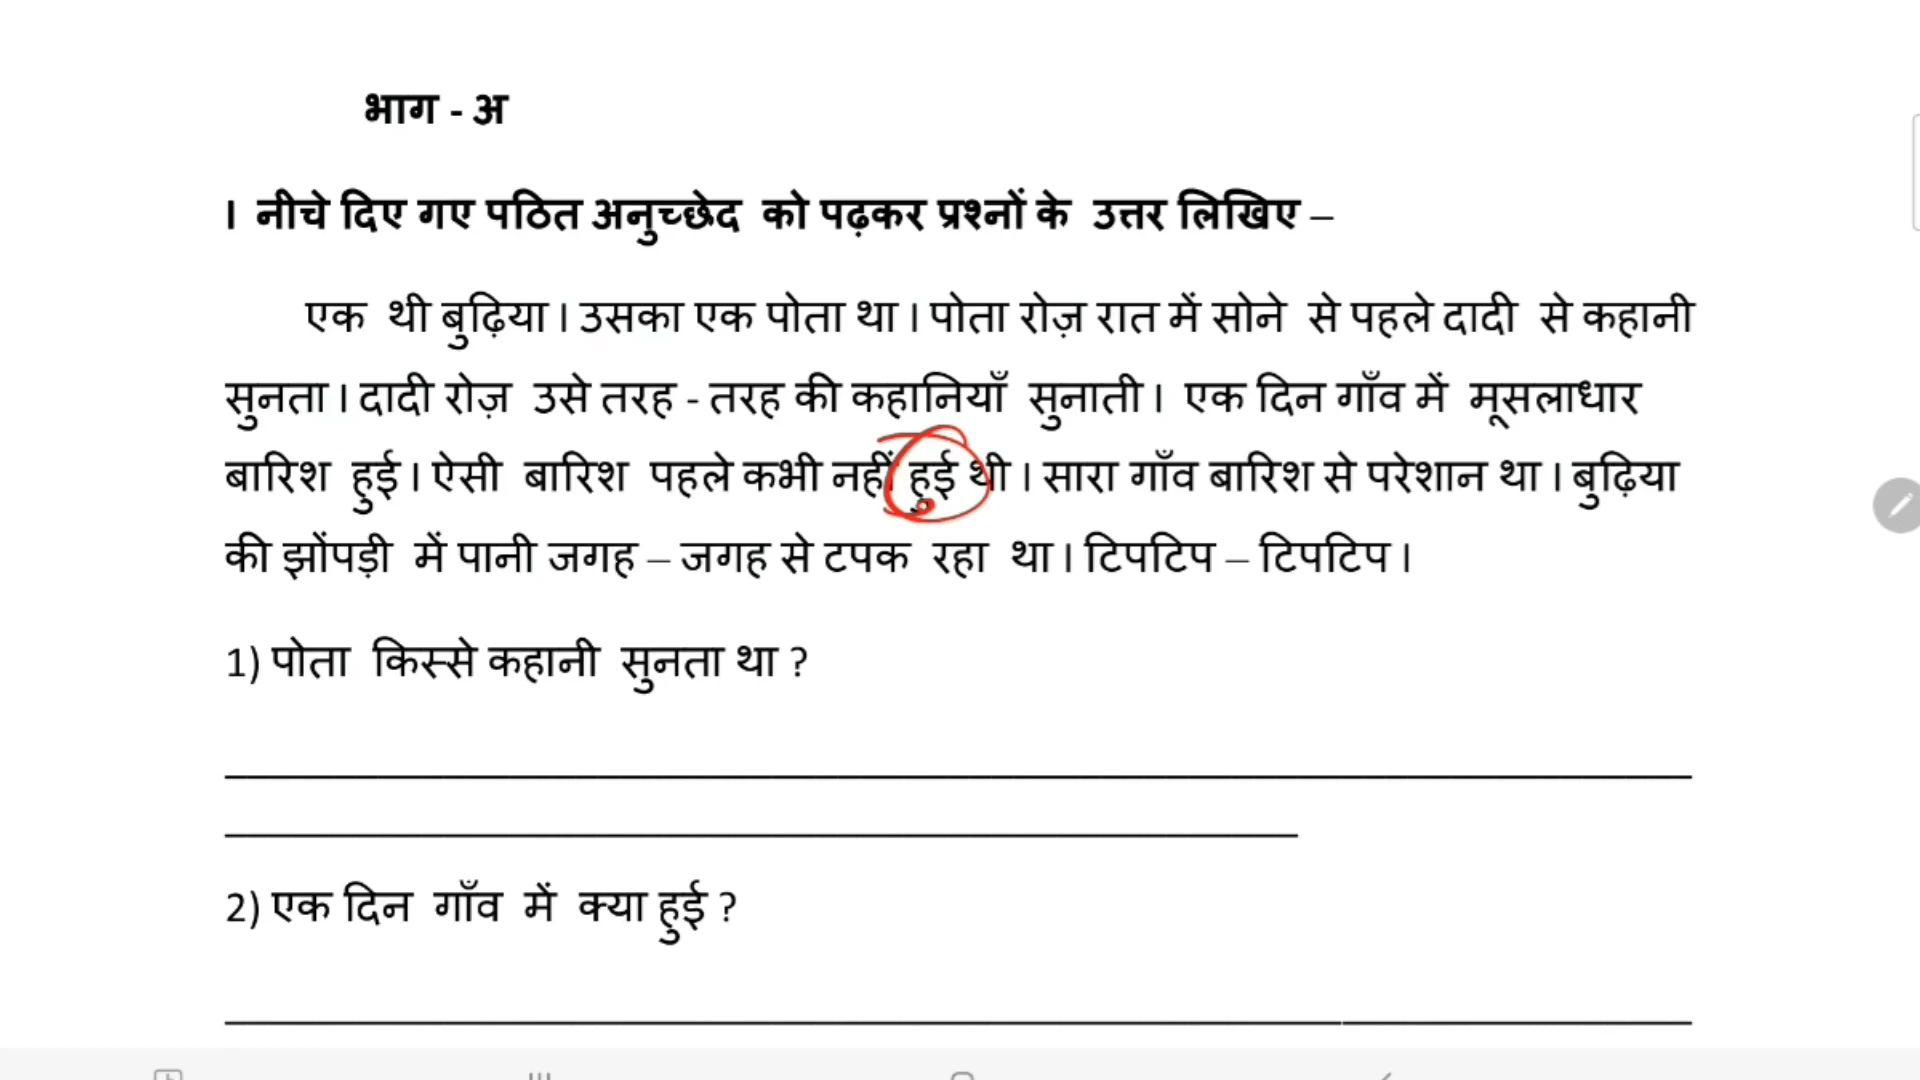 भाग - अ
। नीचे दिए गए पठित अनुच्छेद को पढ़कर प्रश्नों के उत्तर लिखिए –
एक थी बुढ़िया । उसका एक पोता था । पोता रोज़ रात में सोने से पहले दादी से कहानी
सुनता । दादी रोज़ उसे तरह - तरह की कहानियाँ सुनाती । एक दिन गाँव में मूसलाधार
बारिश हुई । ऐसी बारिश पहले कभी नहीं हुई थी । सारा गाँव बारिश से परेशान था । बुढ़िया
की झोंपड़ी में पानी जगह – जगह से टपक रहा था । टिपटिप – टिपटिप ।
1) पोता किस्से कहानी सुनता था ?
2) एक दिन गाँव में क्या हुई ?